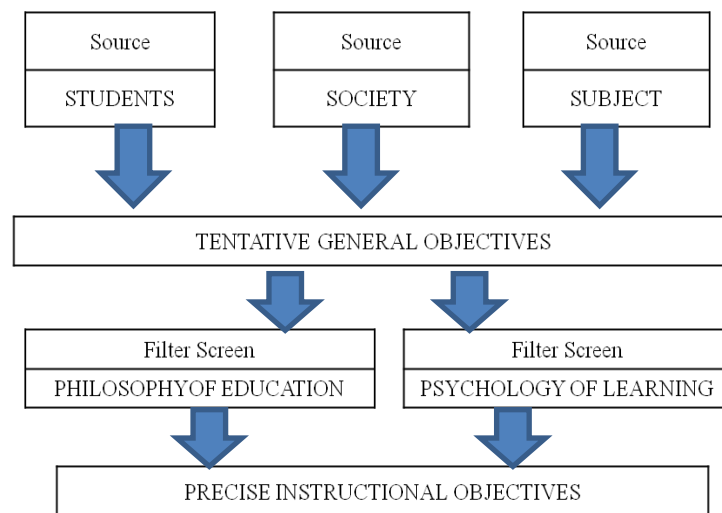 Source
STUDENTS
Source
SOCIETY
Source
SUBJECT
TENTATIVE GENERAL OBJECTIVES
Filter Screen
PHILOSOPHYOF EDUCATION
Filter Screen
PSYCHOLOGY OF LEARNING
PRECISE INSTRUCTIONAL OBJECTIVES